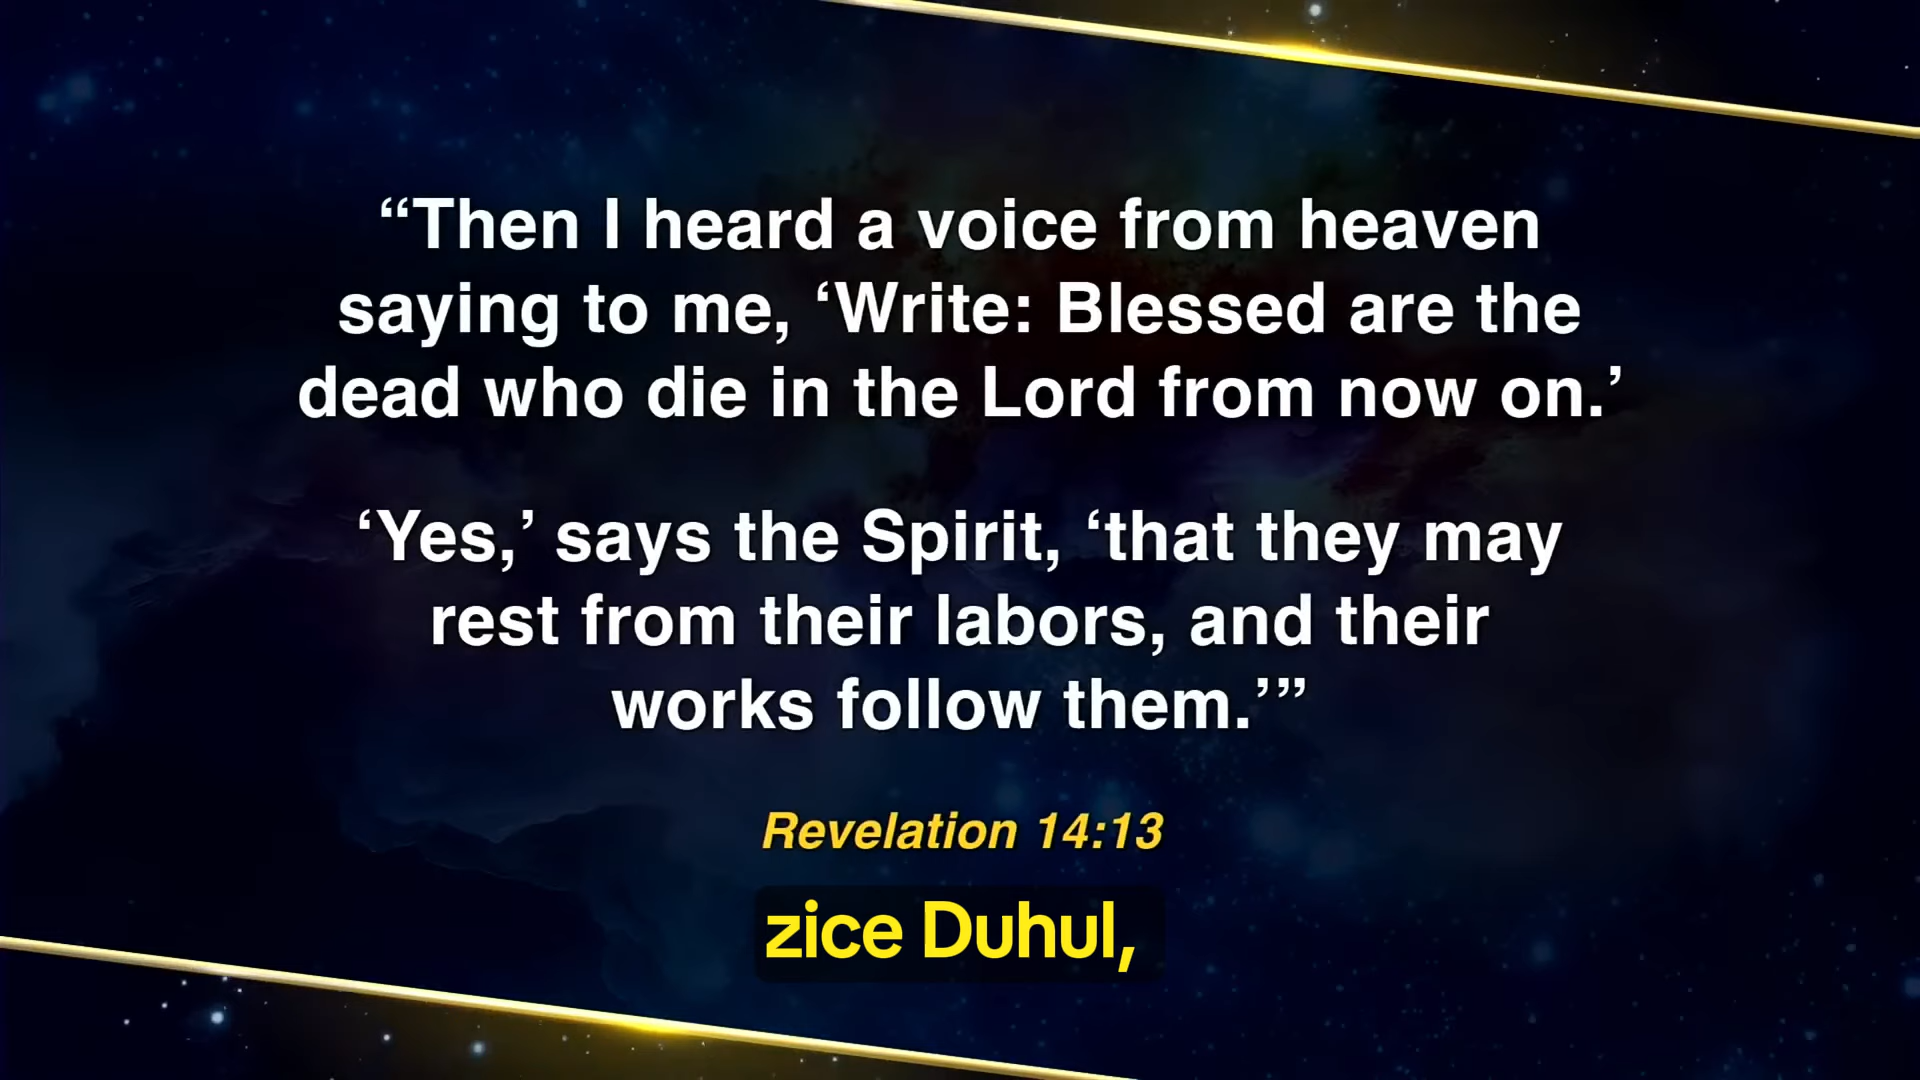 “Then I heard a voice from heaven
saying to me, ‘Write: Blessed are the
dead who die in the Lord from now on.’
‘Yes,’ says the Spirit, ‘that they may
rest from their labors, and their
works follow them.’”
Revelation 14:13
zice Duhul,